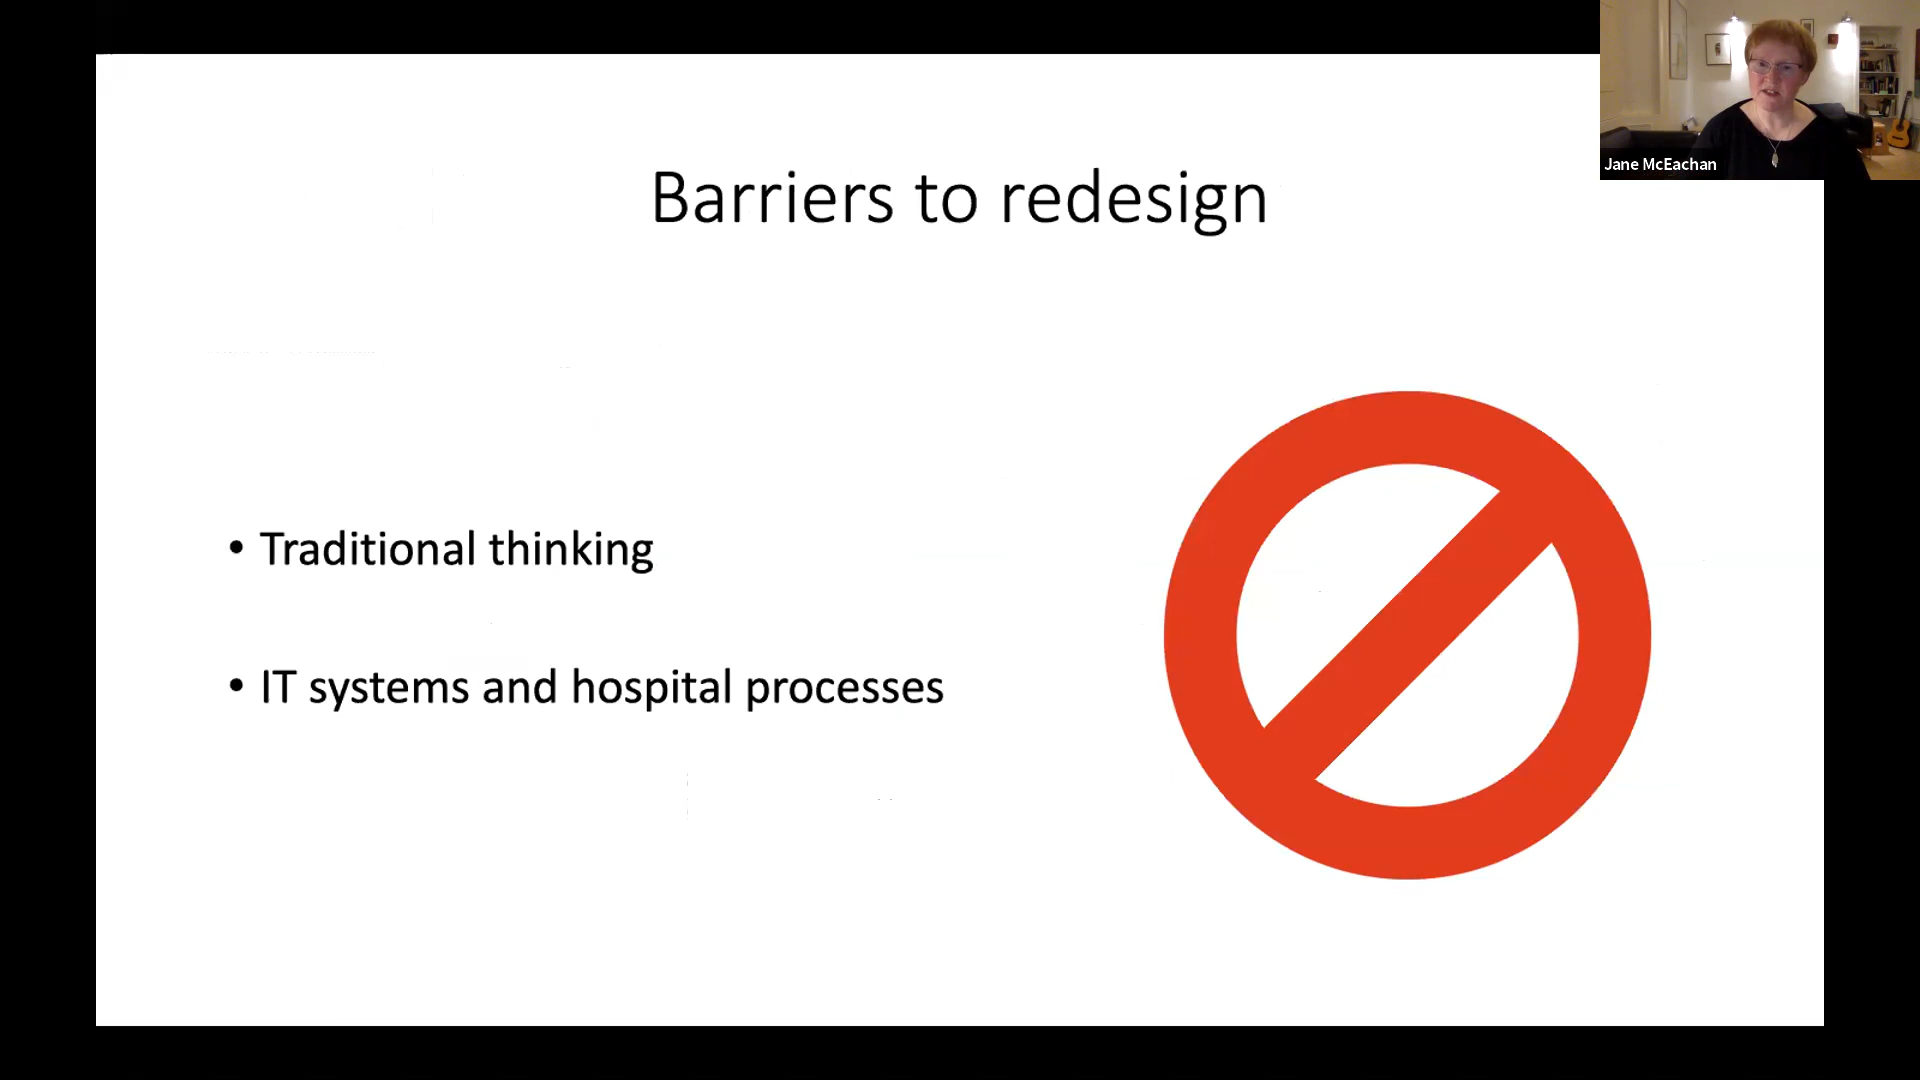 Jane McEachan
Barriers to redesign
• Traditional thinking
• IT systems and hospital processes